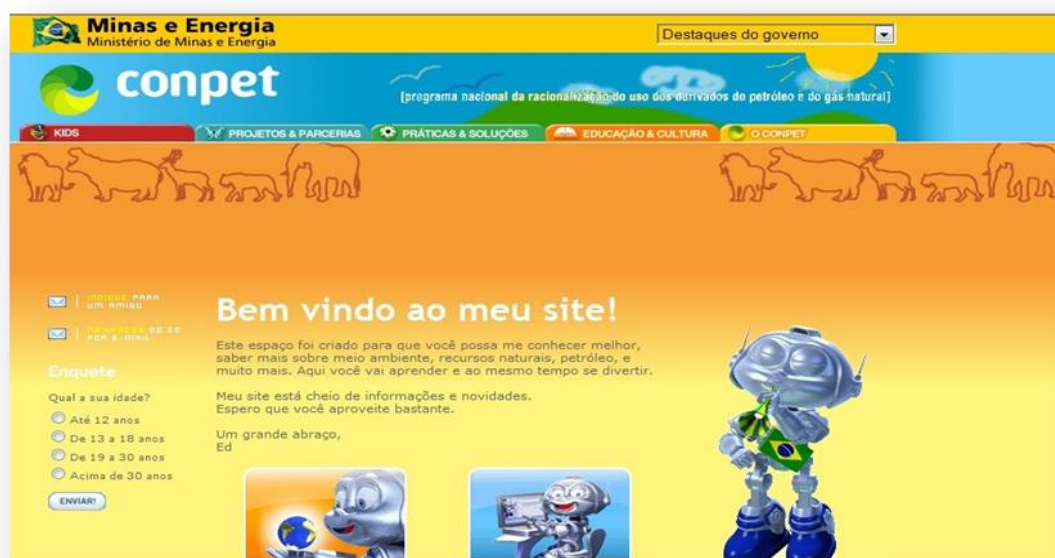 Minas e Energia
Ministério de Minas e Energia
Destaques do governo
conpet
[programa nacional da racionalização do uso dos derivados do petróleo e do gás natural]
KIDS
PROJETOS & PARCERIAS
PRÁTICAS & SOLUÇÕES
EDUCAÇÃO & CULTURA
O CONPET
INDIQUE PARA
UM AMIGO
POR E-MAIL
Bem vindo ao meu site!
Este espaço foi criado para que você possa me conhecer melhor,
saber mais sobre meio ambiente, recursos naturais, petróleo, e
muito mais. Aqui você vai aprender e ao mesmo tempo se divertir.
Meu site está cheio de informações e novidades.
Espero que você aproveite bastante.
Um grande abraço,
Ed
Enquete
Qual a sua idade?
Até 12 anos
De 13 a 18 anos
De 19 a 30 anos
Acima de 30 anos
ENVIAR!